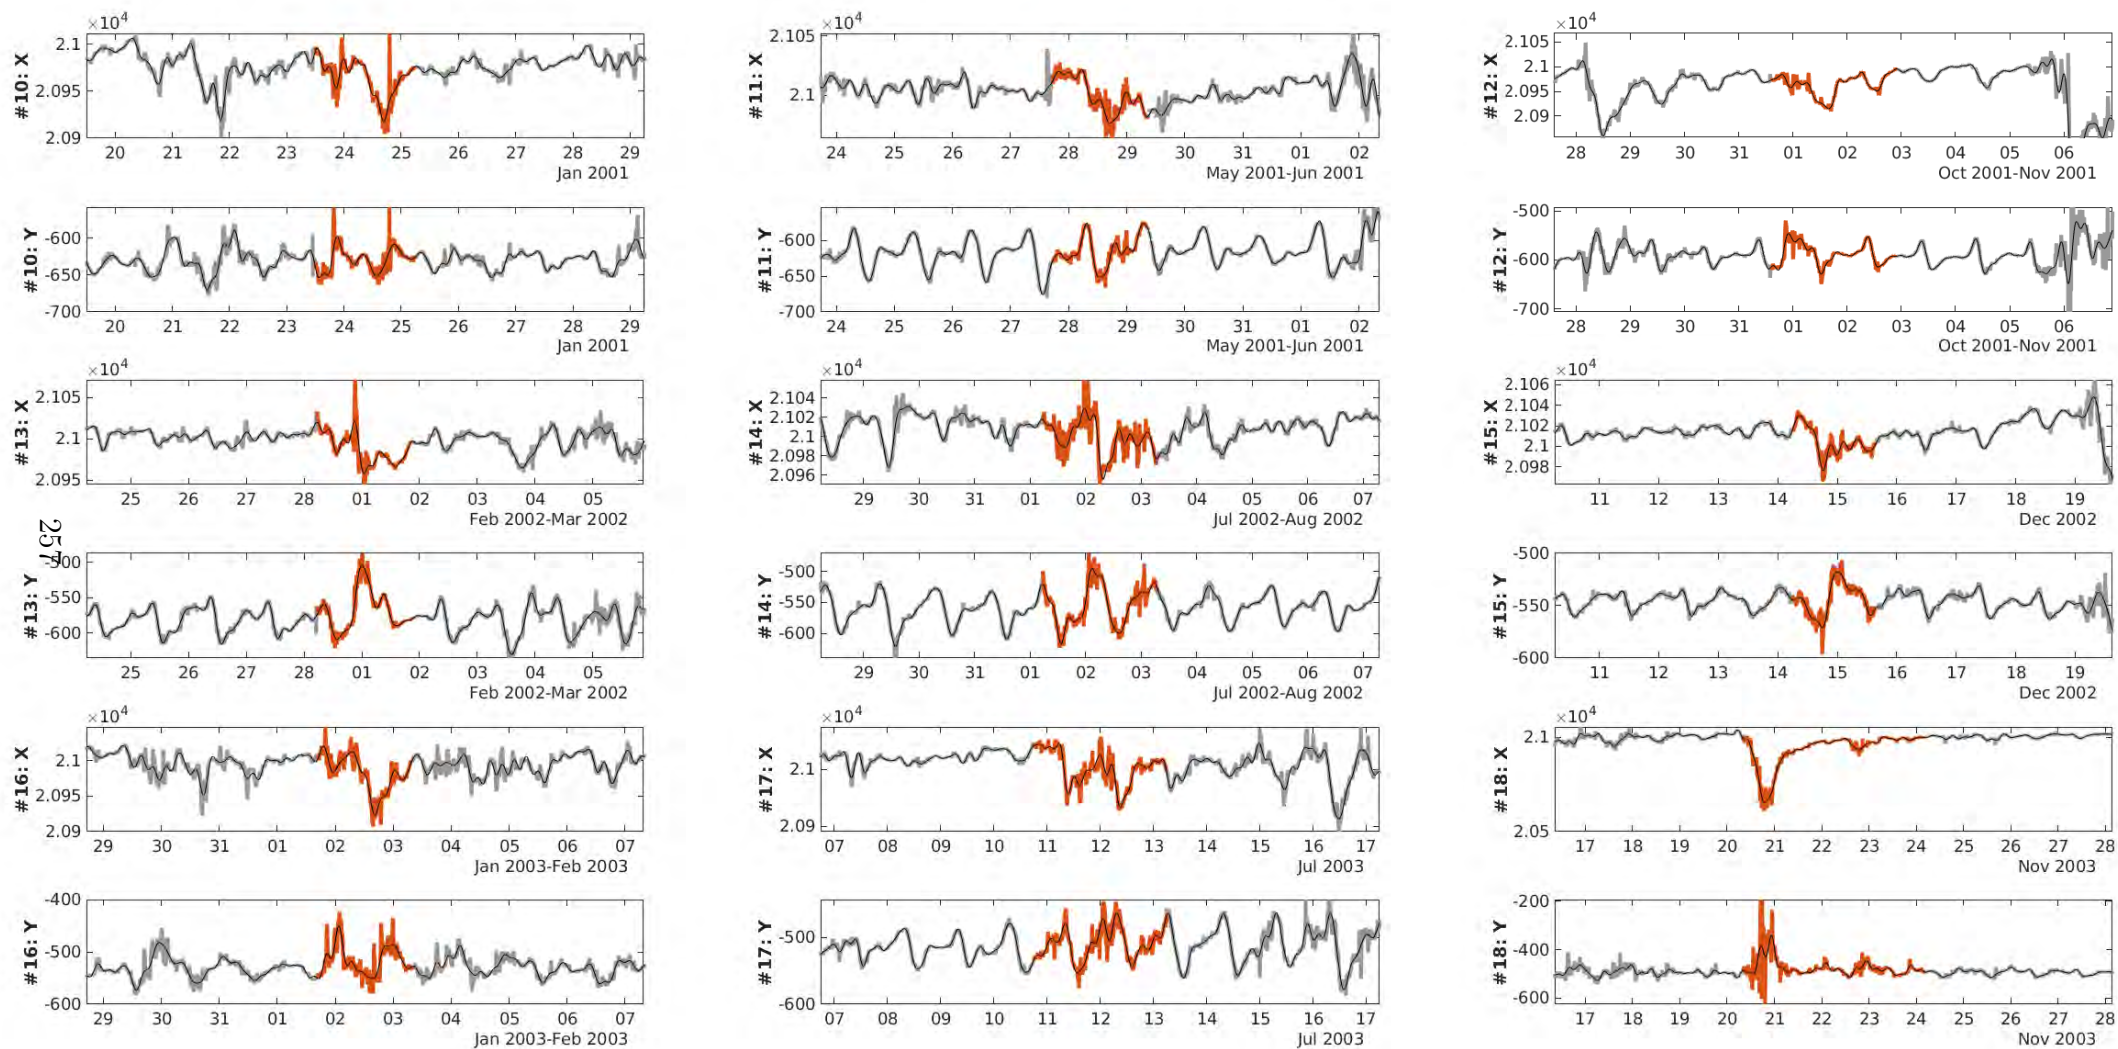 ×10⁴
#10: X
2.1
2.095
2.09
20 21 22 23 24 25 26 27 28 29
Jan 2001
×10⁴
#11: X
2.105
2.1
24 25 26 27 28 29 30 31 01 02
May 2001-Jun 2001
×10⁴
#12: X
2.105
2.1
2.095
2.09
28 29 30 31 01 02 03 04 05 06
Oct 2001-Nov 2001
#10: Y
-600
-650
-700
20 21 22 23 24 25 26 27 28 29
Jan 2001
#11: Y
-600
-650
-700
24 25 26 27 28 29 30 31 01 02
May 2001-Jun 2001
#12: Y
-500
-600
-700
28 29 30 31 01 02 03 04 05 06
Oct 2001-Nov 2001
×10⁴
#13: X
2.105
2.1
2.095
25 26 27 28 01 02 03 04 05
Feb 2002-Mar 2002
×10⁴
#14: X
2.104
2.102
2.1
2.098
2.096
29 30 31 01 02 03 04 05 06 07
Jul 2002-Aug 2002
×10⁴
#15: X
2.106
2.104
2.102
2.1
2.098
11 12 13 14 15 16 17 18 19
Dec 2002
257
#13: Y
-500
-550
-600
25 26 27 28 01 02 03 04 05
Feb 2002-Mar 2002
#14: Y
-500
-550
-600
29 30 31 01 02 03 04 05 06 07
Jul 2002-Aug 2002
#15: Y
-500
-550
-600
11 12 13 14 15 16 17 18 19
Dec 2002
×10⁴
#16: X
2.1
2.095
2.09
29 30 31 01 02 03 04 05 06 07
Jan 2003-Feb 2003
×10⁴
#17: X
2.1
2.09
07 08 09 10 11 12 13 14 15 16 17
Jul 2003
×10⁴
#18: X
2.1
2.05
17 18 19 20 21 22 23 24 25 26 27 28
Nov 2003
#16: Y
-400
-500
-600
29 30 31 01 02 03 04 05 06 07
Jan 2003-Feb 2003
#17: Y
-500
-600
07 08 09 10 11 12 13 14 15 16 17
Jul 2003
#18: Y
-200
-400
-600
17 18 19 20 21 22 23 24 25 26 27 28
Nov 2003